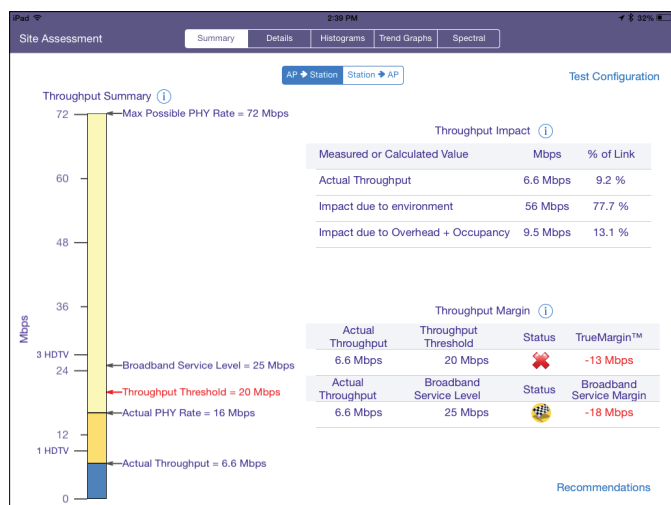 iPad 2:39 PM 32%
Site Assessment Summary Details Histograms Trend Graphs Spectral
AP → Station Station → AP
Test Configuration
Throughput Summary i
72
Max Possible PHY Rate = 72 Mbps
60
48
36
Mbps
3 HDTV
24
Broadband Service Level = 25 Mbps
Throughput Threshold = 20 Mbps
Actual PHY Rate = 16 Mbps
12
1 HDTV
Actual Throughput = 6.6 Mbps
0
Throughput Impact i
Measured or Calculated Value Mbps % of Link
Actual Throughput 6.6 Mbps 9.2 %
Impact due to environment 56 Mbps 77.7 %
Impact due to Overhead + Occupancy 9.5 Mbps 13.1 %
Throughput Margin i
Actual Throughput Throughput Threshold Status TrueMargin™
6.6 Mbps 20 Mbps -13 Mbps
Actual Throughput Broadband Service Level Status Broadband Service Margin
6.6 Mbps 25 Mbps -18 Mbps
Recommendations